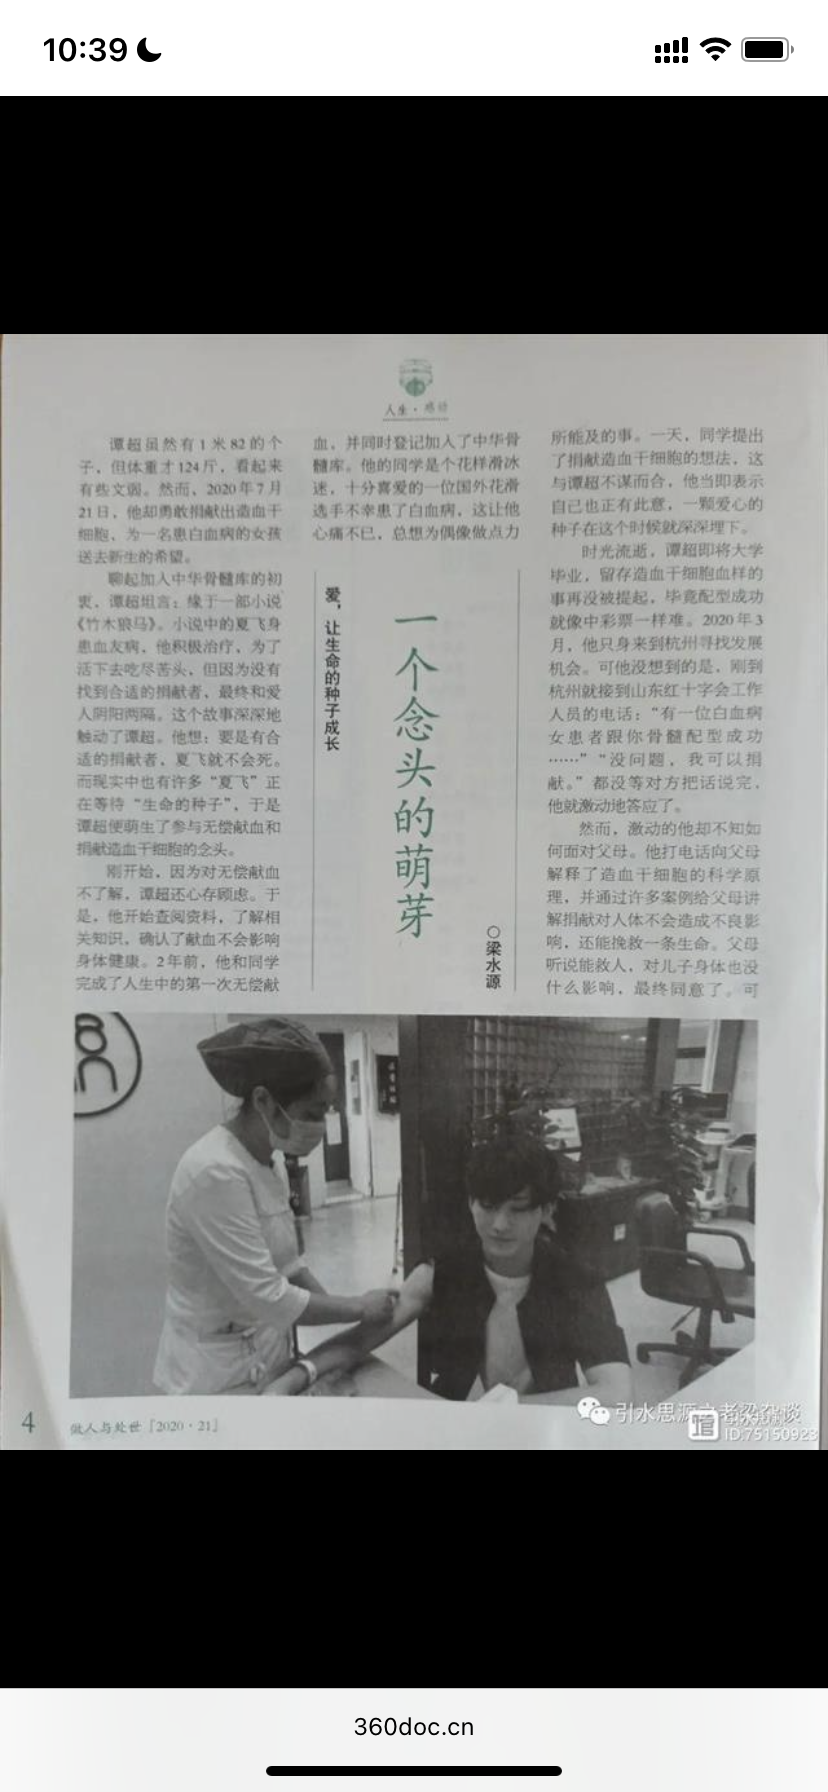 10:39
人生·感悟
谭超虽然有1米82的个
子，但体重才124斤，看起来
有些文弱。然而，2020年7月
21日，他却勇敢捐献出造血干
细胞，为一名患白血病的女孩
送去新生的希望。
聊起加入中华骨髓库的初
衷，谭超坦言：缘于一部小说
《竹木狼马》。小说中的夏飞身
患血友病，他积极治疗，为了
活下去吃尽苦头，但因为没有
找到合适的捐献者，最终和爱
人阴阳两隔。这个故事深深地
触动了谭超。他想：要是有合
适的捐献者，夏飞就不会死。
而现实中也有许多“夏飞”正
在等待“生命的种子”，于是
谭超便萌生了参与无偿献血和
捐献造血干细胞的念头。
刚开始，因为对无偿献血
不了解，谭超还心存顾虑。于
是，他开始查阅资料，了解相
关知识，确认了献血不会影响
身体健康。2年前，他和同学
完成了人生中的第一次无偿献
血，并同时登记加入了中华骨
髓库。他的同学是个花样滑冰
迷，十分喜爱的一位国外花滑
选手不幸患了白血病，这让他
心痛不已，总想为偶像做点力
爱，让生命的种子成长
一个念头的萌芽
○梁水源
所能及的事。一天，同学提出
了捐献造血干细胞的想法，这
与谭超不谋而合，他当即表示
自己也正有此意，一颗爱心的
种子在这个时候就深深埋下。
时光流逝，谭超即将大学
毕业，留存造血干细胞血样的
事再没被提起，毕竟配型成功
就像中彩票一样难。2020年3
月，他只身来到杭州寻找发展
机会。可他没想到的是，刚到
杭州就接到山东红十字会工作
人员的电话：“有一位白血病
女患者跟你骨髓配型成功
……”“没问题，我可以捐
献。”都没等对方把话说完，
他就激动地答应了。
然而，激动的他却不知如
何面对父母。他打电话向父母
解释了造血干细胞的科学原
理，并通过许多案例给父母讲
解捐献对人体不会造成不良影
响，还能挽救一条生命。父母
听说能救人，对儿子身体也没
什么影响，最终同意了。可
4
做人与处世『2020·21』
引水思源之老梁杂谈
馆
ID:75150923
360doc.cn